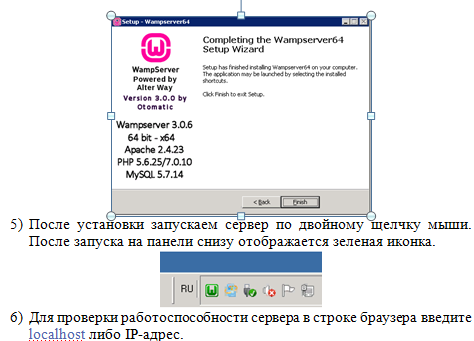 Setup - Wampserver64
Completing the Wampserver64
Setup Wizard
Setup has finished installing Wampserver64 on your computer.
The application may be launched by selecting the installed
shortcuts.
Click Finish to exit Setup.
WampServer
Powered by
Alter Way
Version 3.0.0 by
Otomatic
Wampserver 3.0.6
64 bit - x64
Apache 2.4.23
PHP 5.6.25/7.0.10
MySQL 5.7.14
< Back
Finish
5) После установки запускаем сервер по двойному щелчку мыши.
После запуска на панели снизу отображается зеленая иконка.
RU
6) Для проверки работоспособности сервера в строке браузера введите
localhost либо IP-адрес.